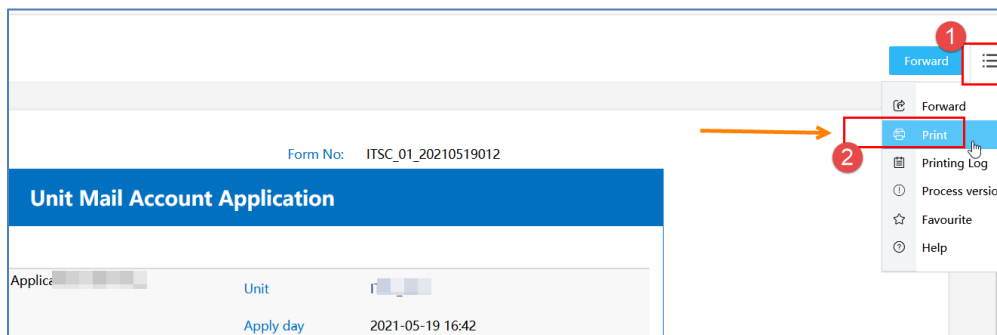 1
Forward
Forward
Print
2
Printing Log
Process versio
Favourite
Help
Form No: ITSC_01_20210519012
Unit Mail Account Application
Applica
Unit
Apply day 2021-05-19 16:42